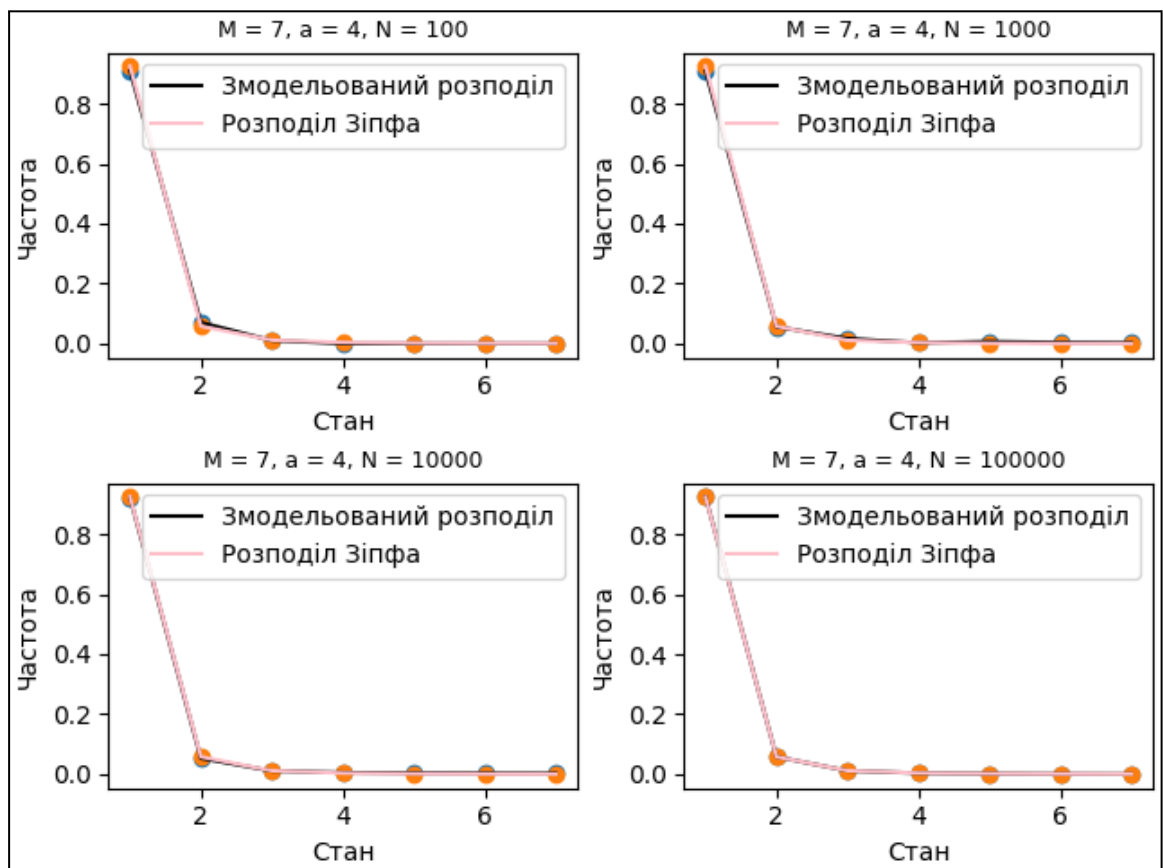 M = 7, a = 4, N = 100
Змодельований розподіл
Розподіл Зіпфа
Частота
0.8
0.6
0.4
0.2
0.0
2
4
6
Стан
M = 7, a = 4, N = 1000
Змодельований розподіл
Розподіл Зіпфа
Частота
0.8
0.6
0.4
0.2
0.0
2
4
6
Стан
M = 7, a = 4, N = 10000
Змодельований розподіл
Розподіл Зіпфа
Частота
0.8
0.6
0.4
0.2
0.0
2
4
6
Стан
M = 7, a = 4, N = 100000
Змодельований розподіл
Розподіл Зіпфа
Частота
0.8
0.6
0.4
0.2
0.0
2
4
6
Стан